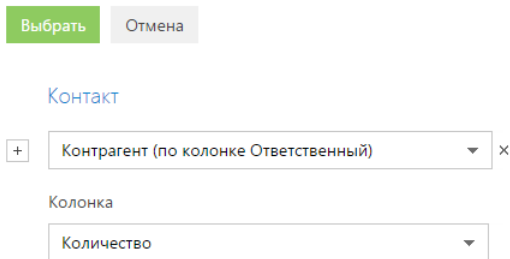 Выбрать Отмена
Контакт
Контрагент (по колонке Ответственный)
Колонка
Количество